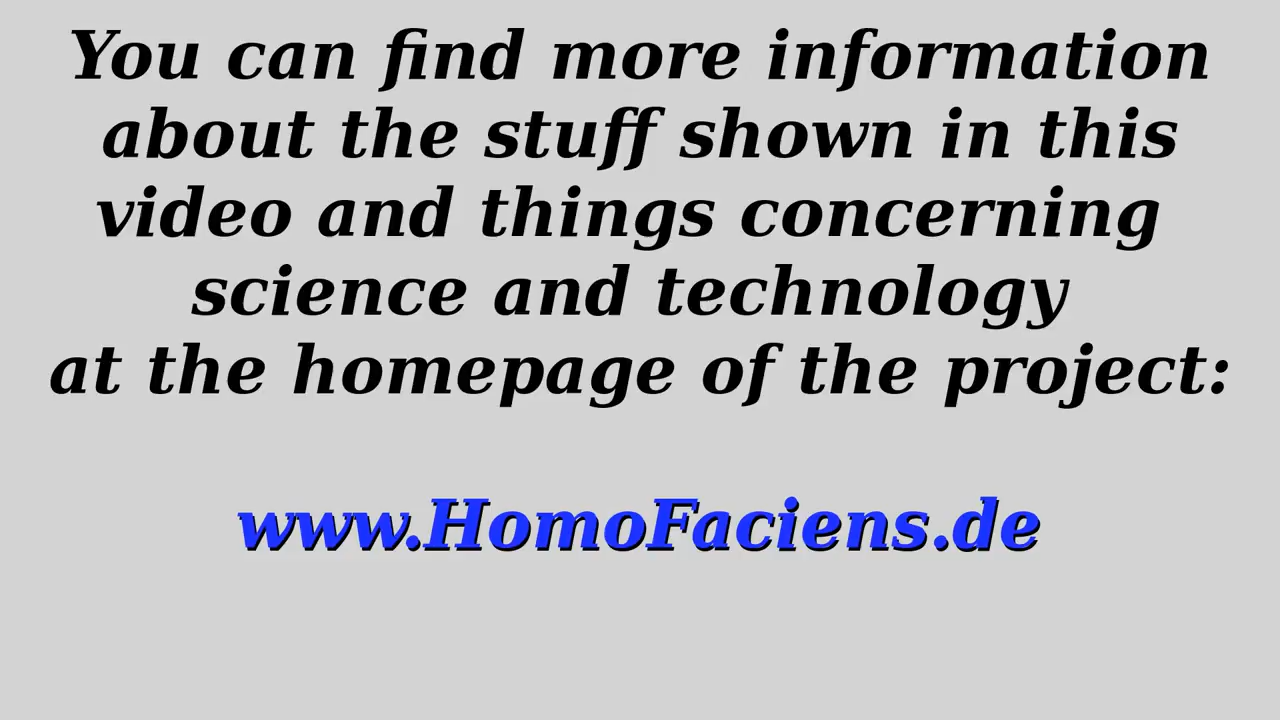 You can find more information
about the stuff shown in this
video and things concerning
science and technology
at the homepage of the project:
www.HomoFaciens.de